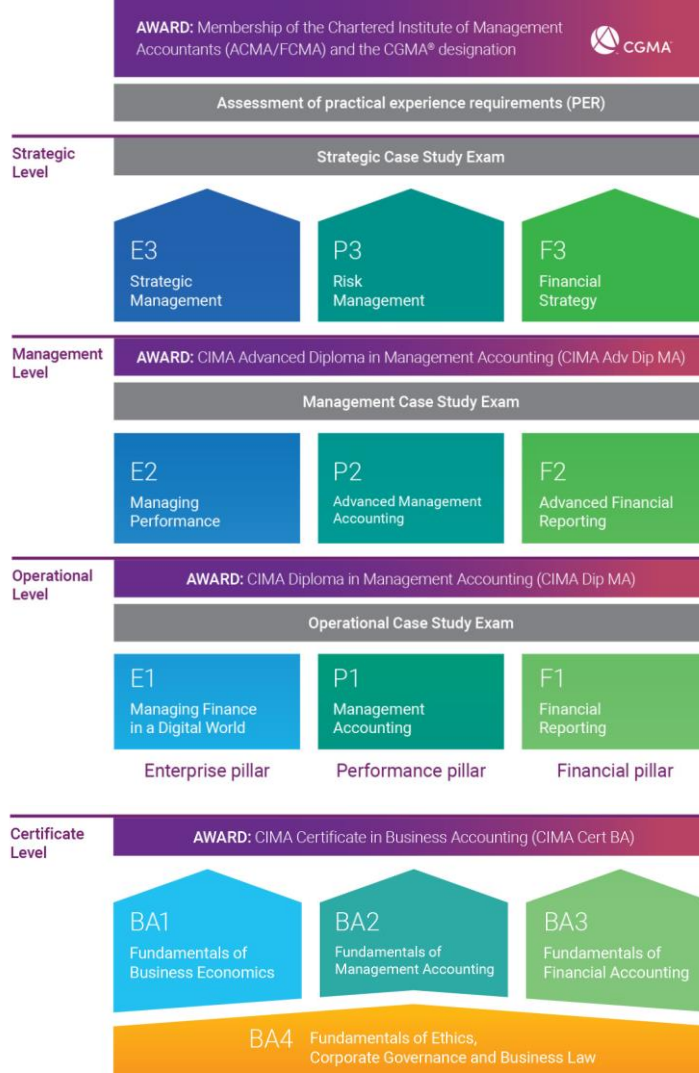 AWARD: Membership of the Chartered Institute of Management
Accountants (ACMA/FCMA) and the CGMA® designation
CGMA
Assessment of practical experience requirements (PER)
Strategic
Level
Strategic Case Study Exam
E3
Strategic
Management
P3
Risk
Management
F3
Financial
Strategy
Management
Level
AWARD: CIMA Advanced Diploma in Management Accounting (CIMA Adv Dip MA)
Management Case Study Exam
E2
Managing
Performance
P2
Advanced Management
Accounting
F2
Advanced Financial
Reporting
Operational
Level
AWARD: CIMA Diploma in Management Accounting (CIMA Dip MA)
Operational Case Study Exam
E1
Managing Finance
in a Digital World
P1
Management
Accounting
F1
Financial
Reporting
Enterprise pillar
Performance pillar
Financial pillar
Certificate
Level
AWARD: CIMA Certificate in Business Accounting (CIMA Cert BA)
BA1
Fundamentals of
Business Economics
BA2
Fundamentals of
Management Accounting
BA3
Fundamentals of
Financial Accounting
BA4 Fundamentals of Ethics,
Corporate Governance and Business Law